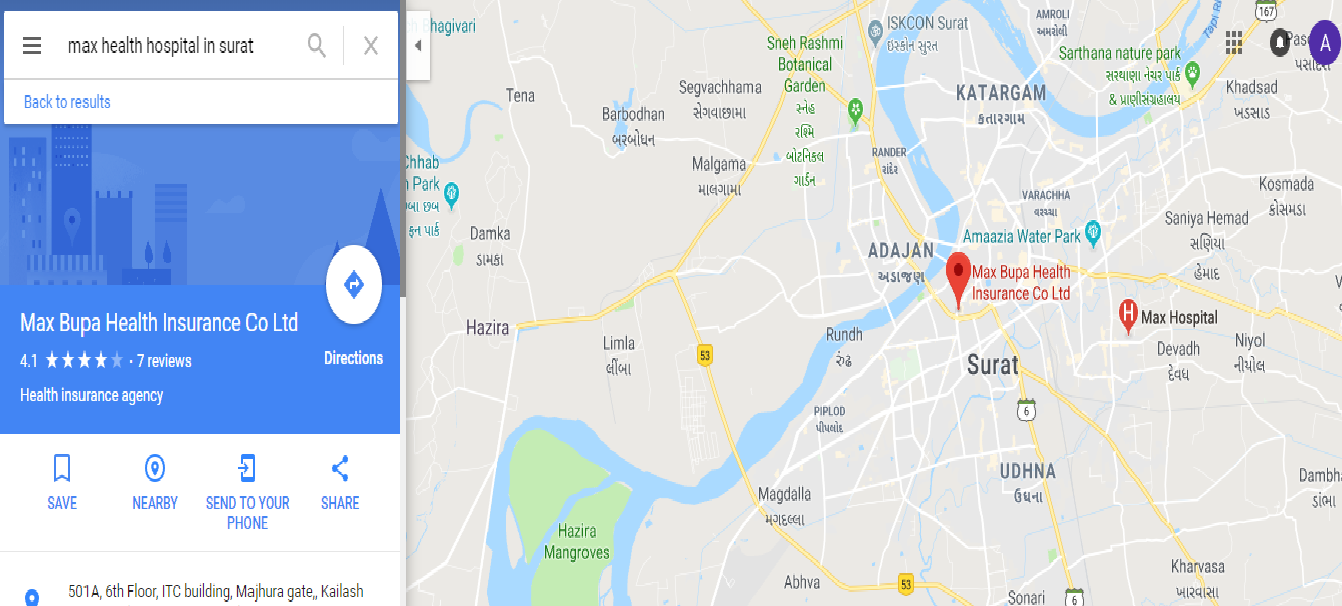 max health hospital in surat
Back to results
Max Bupa Health Insurance Co Ltd
4.1 · 7 reviews
Directions
Health insurance agency
SAVE
NEARBY
SEND TO YOUR
PHONE
SHARE
501A, 6th Floor, ITC building, Majhura gate,, Kailash
Bhagivari
ISKCON Surat
ઇસ્કોન સુરત
AMROLI
અમરોલી
167
Tapi Ri
A
Sneh Rashmi
Botanical
Garden
સ્નેહ
રશ્મિ
બોટનિકલ
ગાર્ડન
Sarthana nature park
સરથાણા નેચર પાર્ક
& પ્રાણીસંગ્રહાલય
Khadsad
ખડસાદ
Tena
Segvachhama
સેગવાછામા
Barbodhan
બરબોધન
KATARGAM
કતારગામ
Chhab
Park
Malgama
માલગામા
RANDER
રાંદેર
VARACHHA
વરચ્છા
Kosmada
કોસમડા
Saniya Hemad
સણિયા
હેમાદ
Damka
ડામકા
ADAJAN
અડાજણ
Amaazia Water Park
Max Bupa Health
Insurance Co Ltd
H
Max Hospital
Hazira
Limla
લીંબા
53
Rundh
રુંઢ
Surat
Devadh
દેવધ
Niyol
નીયોલ
6
PIPLOD
પીપલોદ
UDHNA
ઉધના
Magdalla
મગદલ્લા
Dambh
ડાંભા
Hazira
Mangroves
Abhva
53
Sonari
6
Kharvasa
ખારવાસા